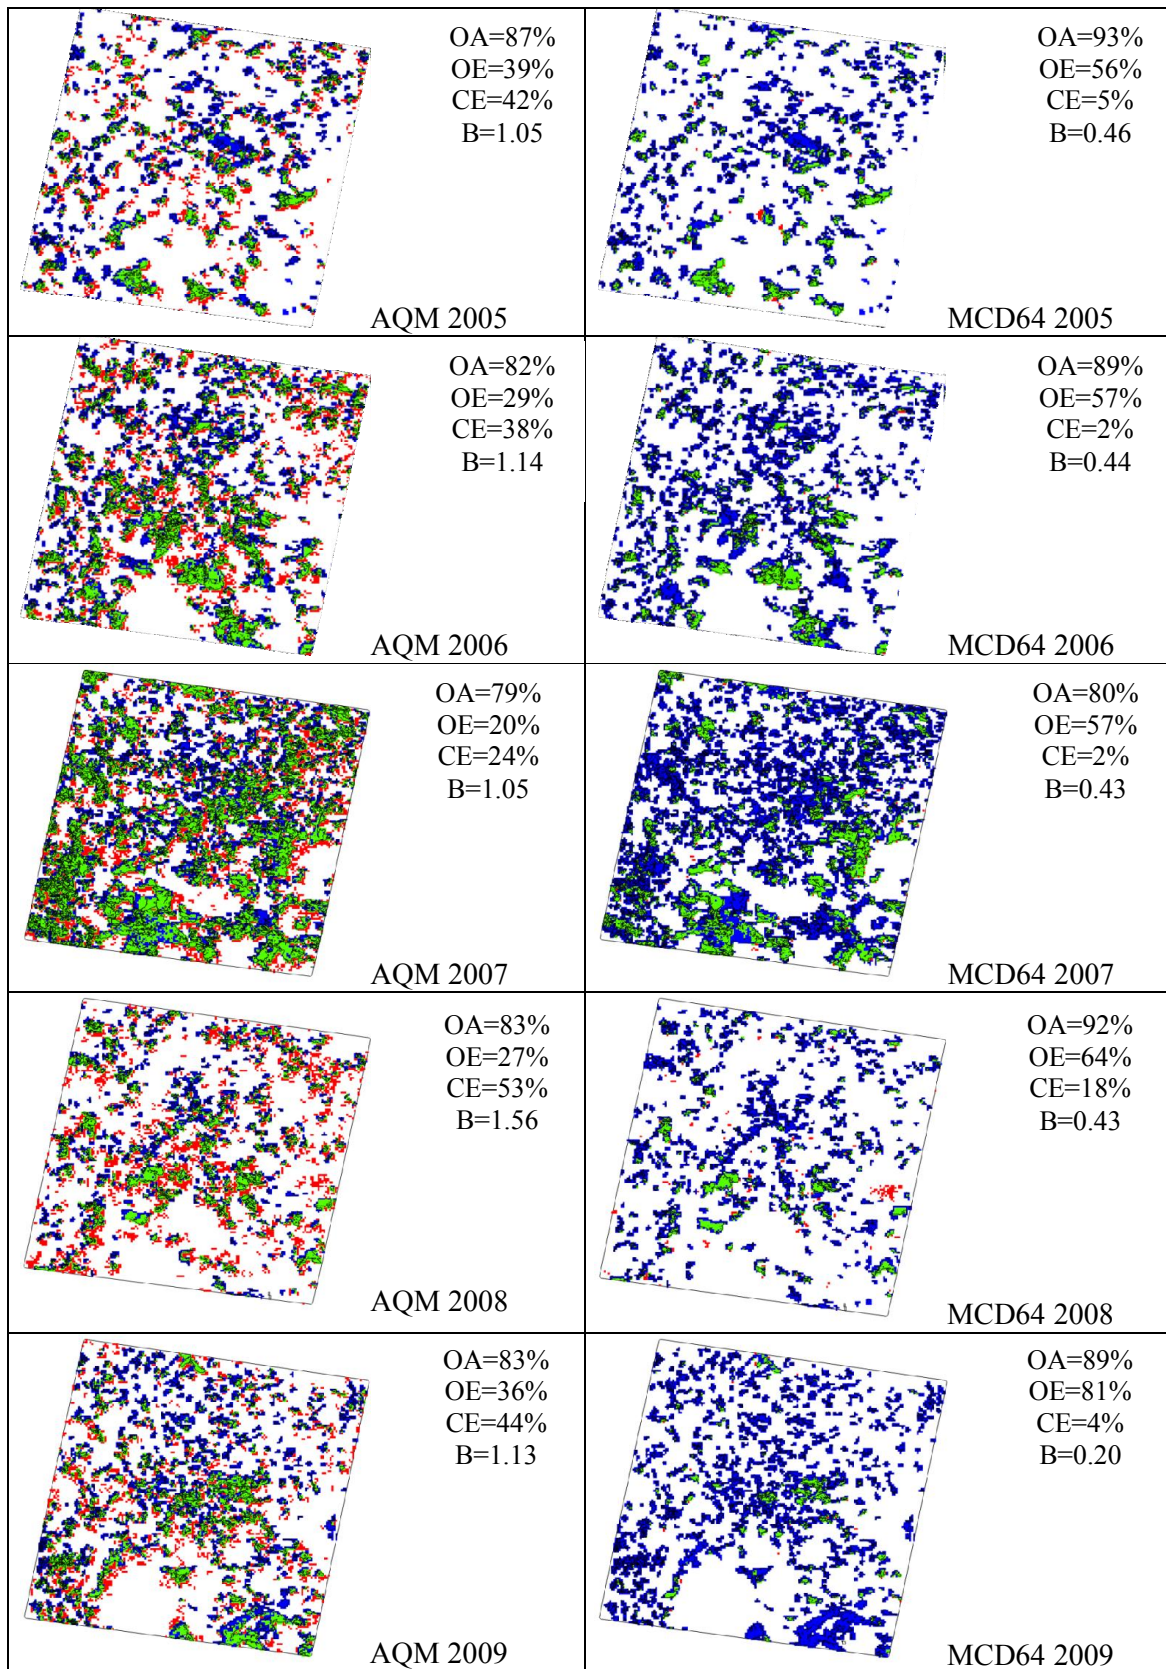 OA=87%
OE=39%
CE=42%
B=1.05
AQM 2005
OA=93%
OE=56%
CE=5%
B=0.46
MCD64 2005
OA=82%
OE=29%
CE=38%
B=1.14
AQM 2006
OA=89%
OE=57%
CE=2%
B=0.44
MCD64 2006
OA=79%
OE=20%
CE=24%
B=1.05
AQM 2007
OA=80%
OE=57%
CE=2%
B=0.43
MCD64 2007
OA=83%
OE=27%
CE=53%
B=1.56
AQM 2008
OA=92%
OE=64%
CE=18%
B=0.43
MCD64 2008
OA=83%
OE=36%
CE=44%
B=1.13
AQM 2009
OA=89%
OE=81%
CE=4%
B=0.20
MCD64 2009